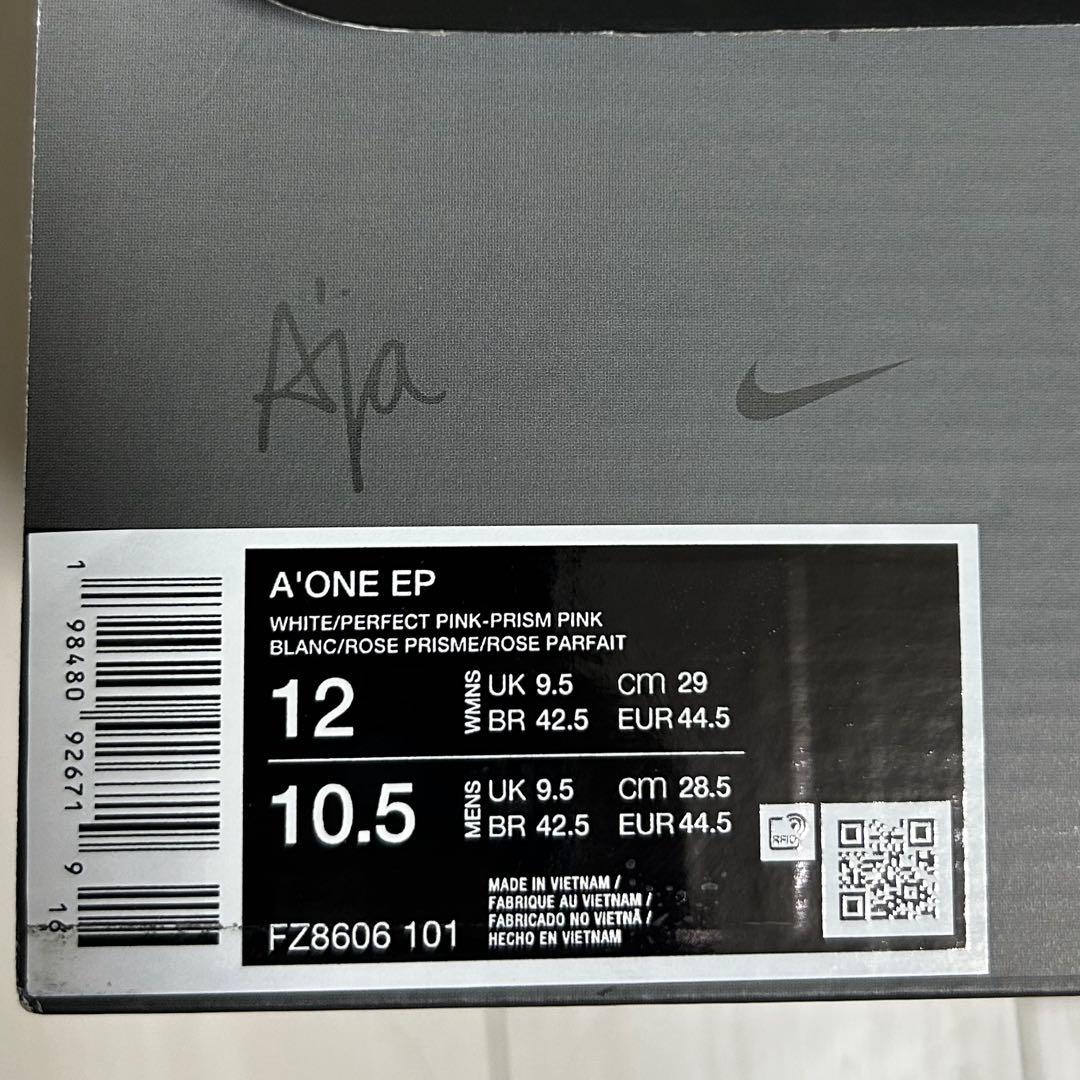 A'ja
A'ONE EP
WHITE/PERFECT PINK-PRISM PINK
BLANC/ROSE PRISME/ROSE PARFAIT
12 WMNS UK 9.5 cm 29
BR 42.5 EUR 44.5
10.5 MENS UK 9.5 cm 28.5
BR 42.5 EUR 44.5
MADE IN VIETNAM /
FABRIQUE AU VIETNAM /
FABRICADO NO VIETNÃ /
HECHO EN VIETNAM
FZ8606 101
RFID
1 98480 92671 9 16